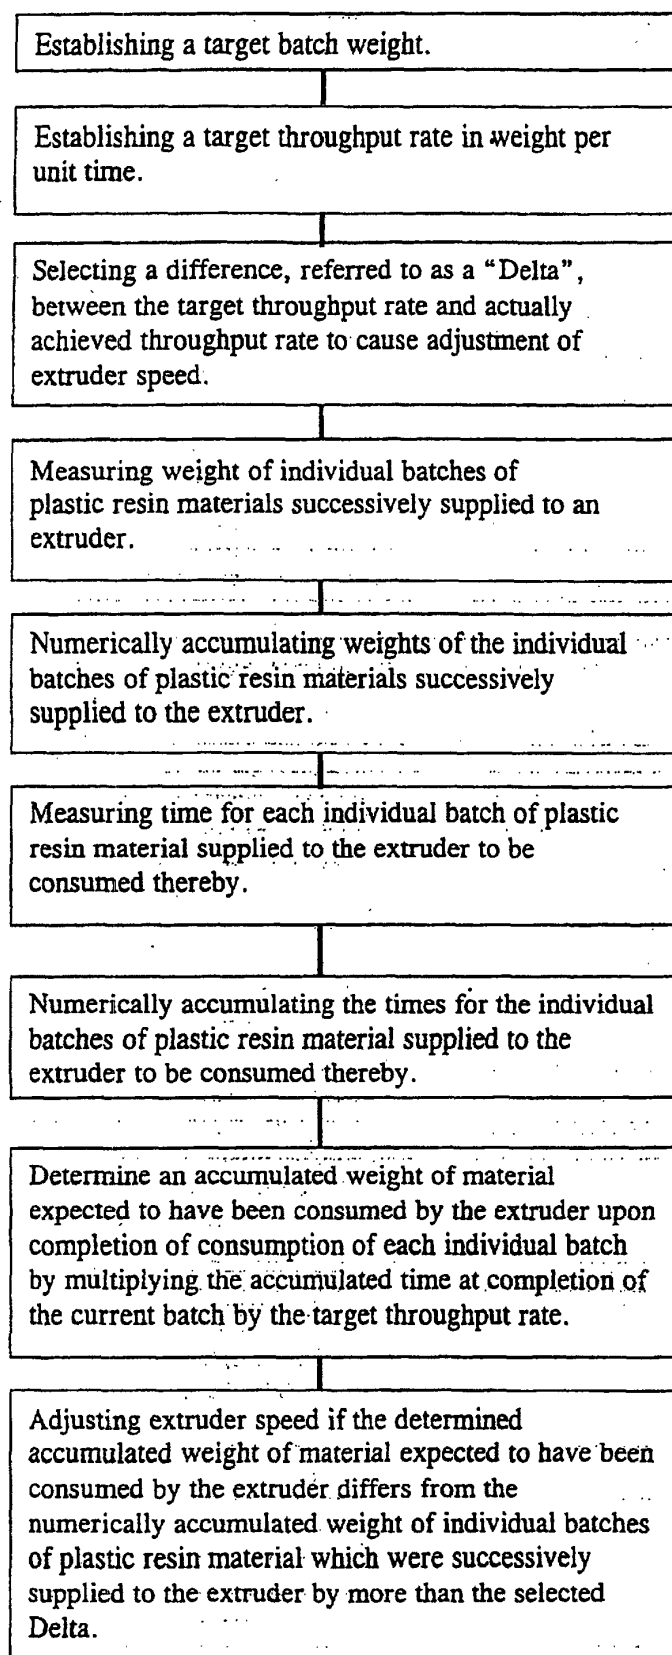 Establishing a target batch weight.
Establishing a target throughput rate in weight per
unit time.
Selecting a difference, referred to as a “Delta”,
between the target throughput rate and actually
achieved throughput rate to cause adjustment of
extruder speed.
Measuring weight of individual batches of
plastic resin materials successively supplied to an
extruder.
Numerically accumulating weights of the individual
batches of plastic resin materials successively
supplied to the extruder.
Measuring time for each individual batch of plastic
resin material supplied to the extruder to be
consumed thereby.
Numerically accumulating the times for the individual
batches of plastic resin material supplied to the
extruder to be consumed thereby.
Determine an accumulated weight of material
expected to have been consumed by the extruder upon
completion of consumption of each individual batch
by multiplying the accumulated time at completion of
the current batch by the target throughput rate.
Adjusting extruder speed if the determined
accumulated weight of material expected to have been
consumed by the extruder differs from the
numerically accumulated weight of individual batches
of plastic resin material which were successively
supplied to the extruder by more than the selected
Delta.